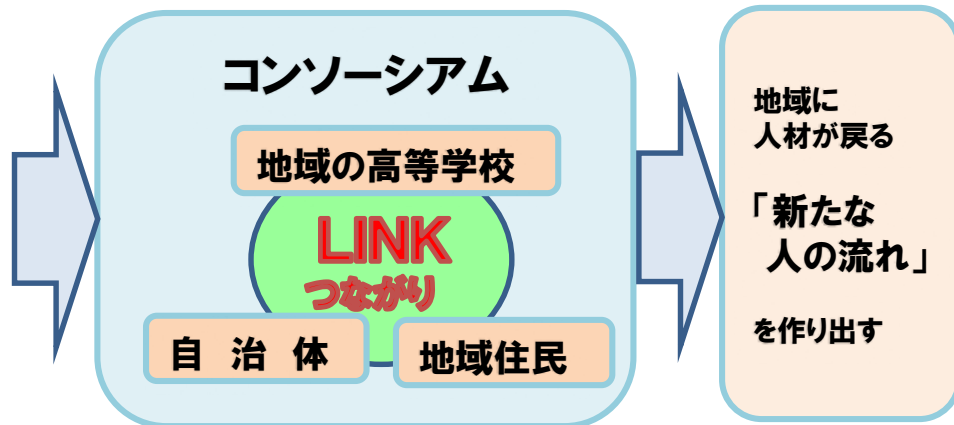 コンソーシアム
地域の高等学校
LINK
つながり
自 治 体
地域住民
地域に
人材が戻る
「新たな
人の流れ」
を作り出す